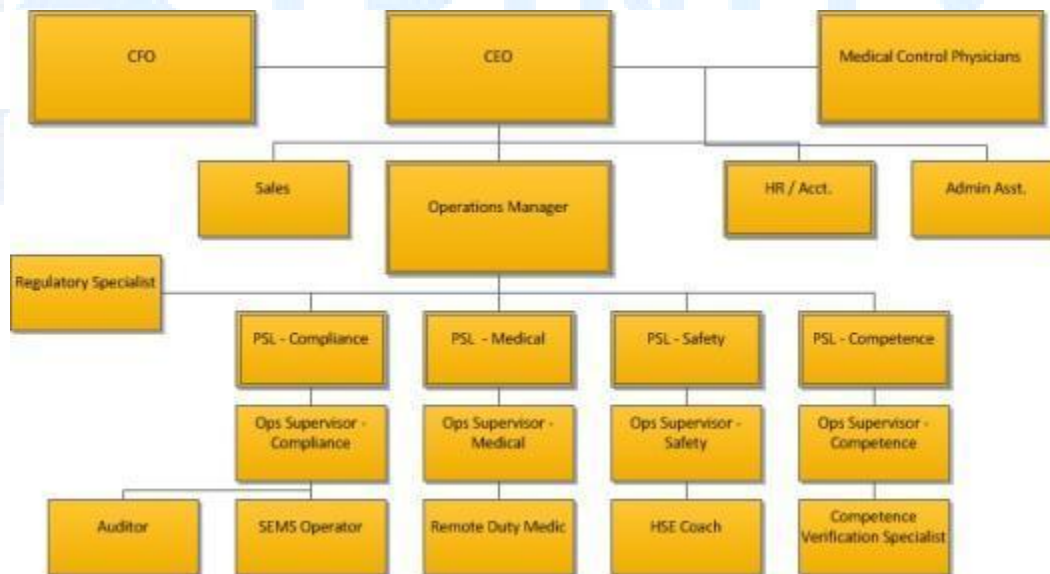 CFO
CEO
Medical Control Physicians
Sales
Operations Manager
HR / Acct.
Admin Asst.
Regulatory Specialist
PSL - Compliance
PSL - Medical
PSL - Safety
PSL - Competence
Ops Supervisor -
Compliance
Ops Supervisor -
Medical
Ops Supervisor -
Safety
Ops Supervisor -
Competence
Auditor
SEMS Operator
Remote Duty Medic
HSE Coach
Competence
Verification Specialist